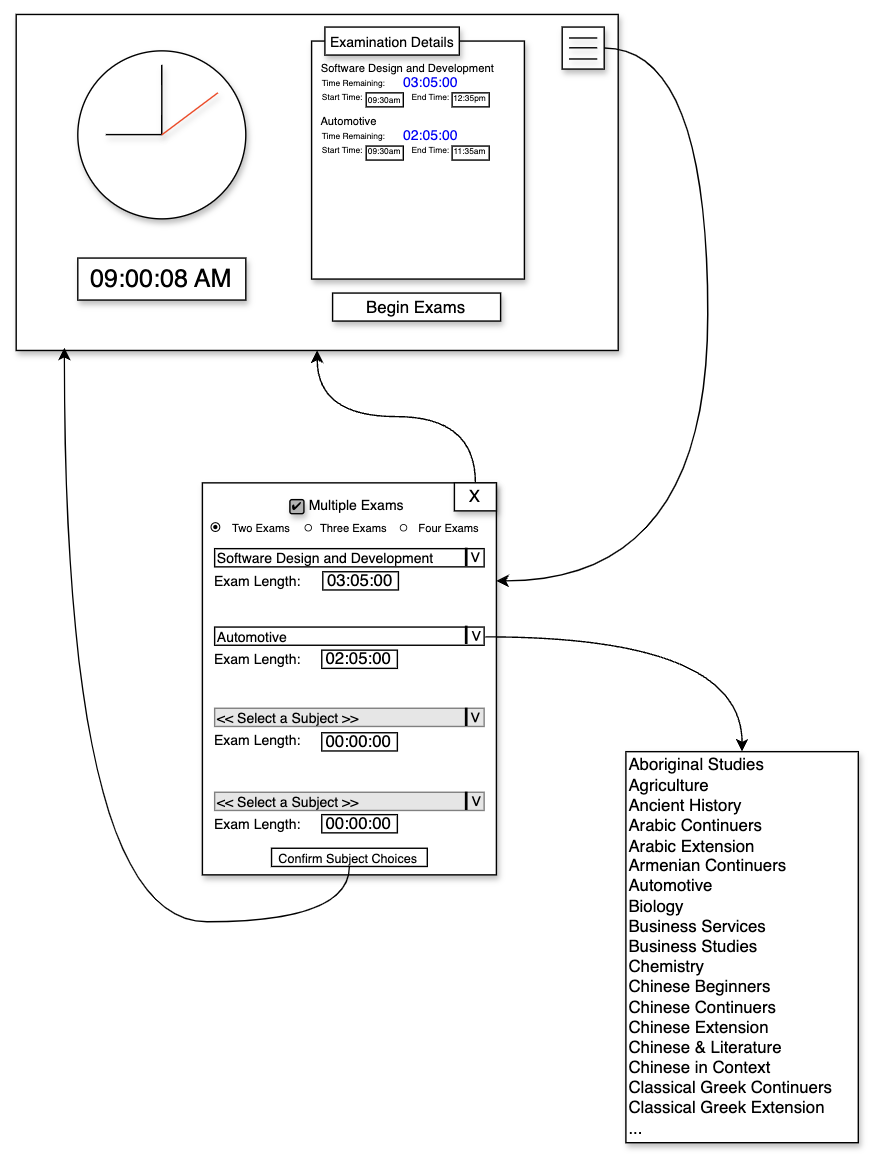 Examination Details
Software Design and Development
Time Remaining: 03:05:00
Start Time: 09:30am End Time: 12:35pm
Automotive
Time Remaining: 02:05:00
Start Time: 09:30am End Time: 11:35am
09:00:08 AM
Begin Exams
X
Multiple Exams
Two Exams Three Exams Four Exams
Software Design and Development V
Exam Length: 03:05:00
Automotive V
Exam Length: 02:05:00
<< Select a Subject >> V
Exam Length: 00:00:00
<< Select a Subject >> V
Exam Length: 00:00:00
Confirm Subject Choices
Aboriginal Studies
Agriculture
Ancient History
Arabic Continuers
Arabic Extension
Armenian Continuers
Automotive
Biology
Business Services
Business Studies
Chemistry
Chinese Beginners
Chinese Continuers
Chinese Extension
Chinese & Literature
Chinese in Context
Classical Greek Continuers
Classical Greek Extension
...